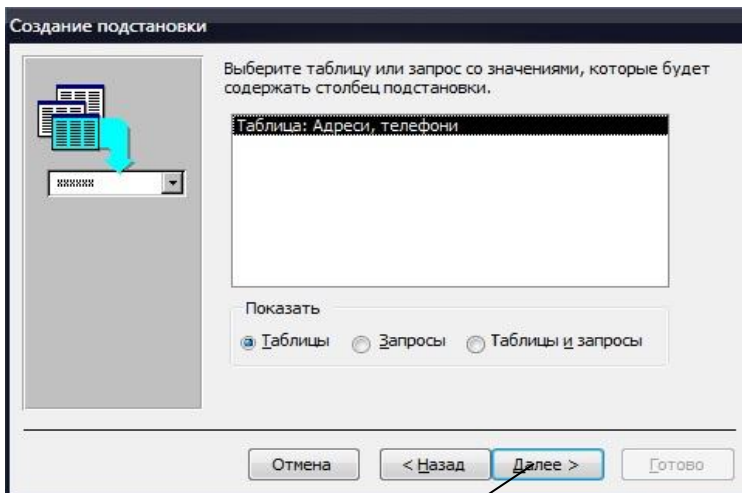 Создание подстановки
Выберите таблицу или запрос со значениями, которые будет
содержать столбец подстановки.
Таблица: Адреси, телефони
xxxxxx
Показать
Таблицы
Запросы
Таблицы и запросы
Отмена
< Назад
Далее >
Готово